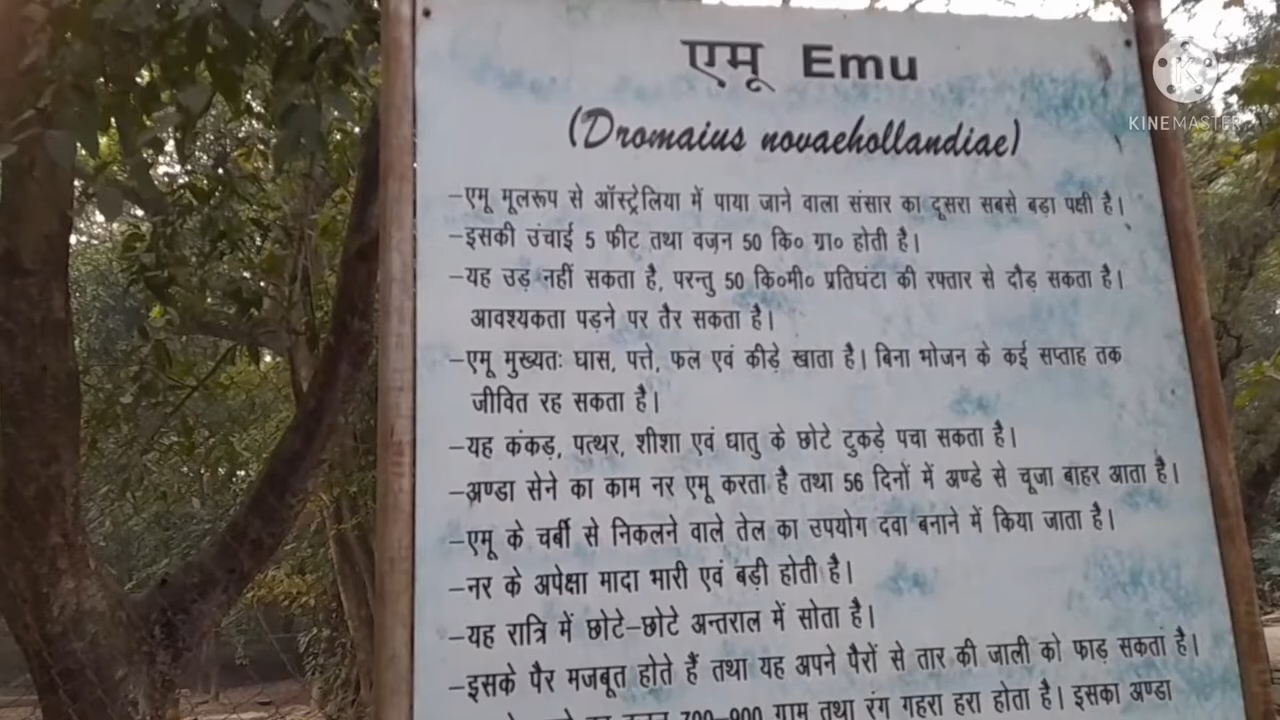 एमू Emu
(Dromaius novaehollandiae)
–एमू मूलरूप से ऑस्ट्रेलिया में पाया जाने वाला संसार का दूसरा सबसे बड़ा पक्षी है।
–इसकी उंचाई 5 फीट तथा वज़न 50 कि० ग्रा० होती है।
–यह उड़ नहीं सकता है, परन्तु 50 कि०मी० प्रतिघंटा की रफ्तार से दौड़ सकता है।
आवश्यकता पड़ने पर तैर सकता है।
–एमू मुख्यतः घास, पत्ते, फल एवं कीड़े खाता है। बिना भोजन के कई सप्ताह तक
जीवित रह सकता है।
–यह कंकड़, पत्थर, शीशा एवं धातु के छोटे टुकड़े पचा सकता है।
–अण्डा सेने का काम नर एमू करता है तथा 56 दिनों में अण्डे से चूजा बाहर आता है।
–एमू के चर्बी से निकलने वाले तेल का उपयोग दवा बनाने में किया जाता है।
–नर के अपेक्षा मादा भारी एवं बड़ी होती है।
–यह रात्रि में छोटे–छोटे अन्तराल में सोता है।
–इसके पैर मजबूत होते हैं तथा यह अपने पैरों से तार की जाली को फाड़ सकता है।
700–900 ग्राम तथा रंग गहरा हरा होता है। इसका अण्डा
KINEMASTER